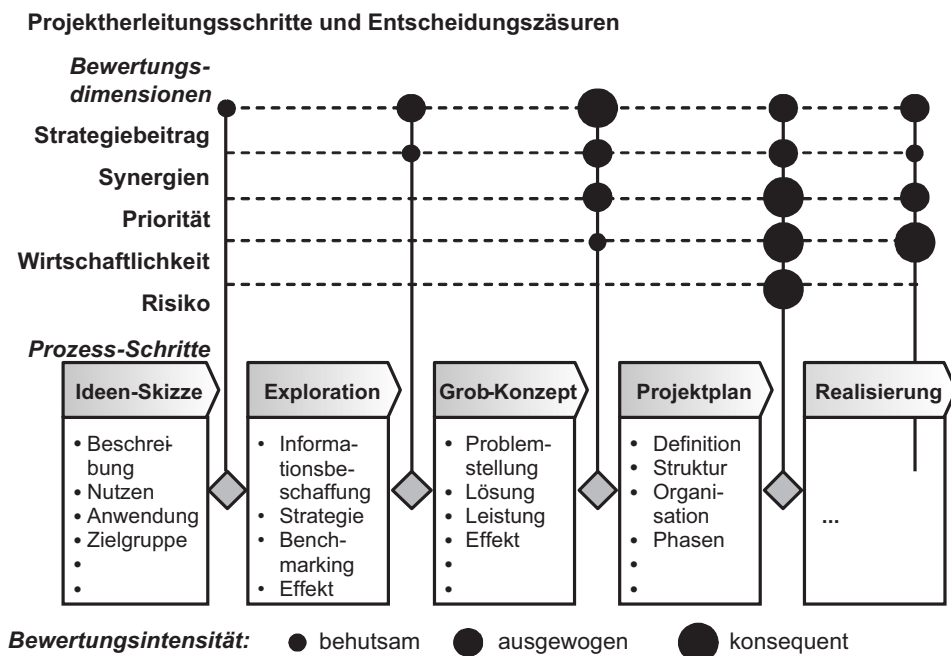 Projektherleitungsschritte und Entscheidungszäsuren
Bewertungs-
dimensionen
Strategiebeitrag
Synergien
Priorität
Wirtschaftlichkeit
Risiko
Prozess-Schritte
Ideen-Skizze
• Beschrei-
bung
• Nutzen
• Anwendung
• Zielgruppe
•
•
Exploration
• Informa-
tionsbe-
schaffung
• Strategie
• Bench-
marking
• Effekt
Grob-Konzept
• Problem-
stellung
• Lösung
• Leistung
• Effekt
•
•
Projektplan
• Definition
• Struktur
• Organi-
sation
• Phasen
•
•
Realisierung
...
Bewertungsintensität: behutsam ausgewogen konsequent